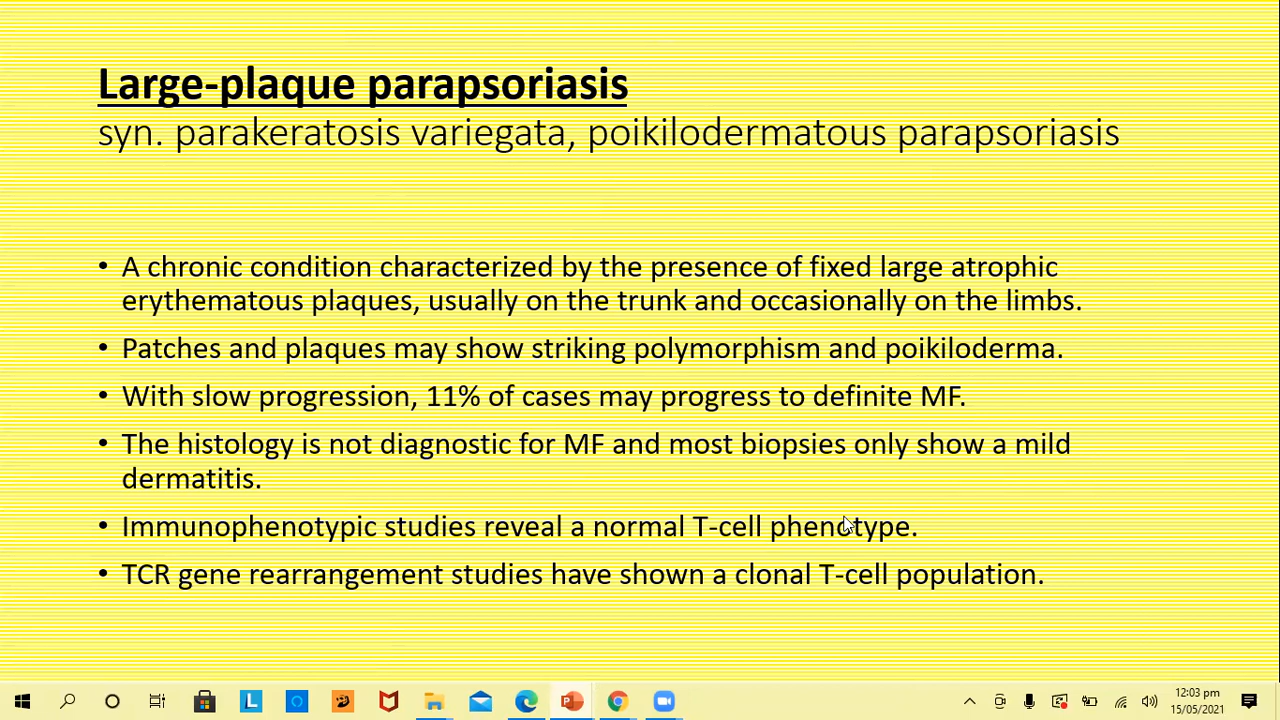 Large-plaque parapsoriasis
syn. parakeratosis variegata, poikilodermatous parapsoriasis
• A chronic condition characterized by the presence of fixed large atrophic
erythematous plaques, usually on the trunk and occasionally on the limbs.
• Patches and plaques may show striking polymorphism and poikiloderma.
• With slow progression, 11% of cases may progress to definite MF.
• The histology is not diagnostic for MF and most biopsies only show a mild
dermatitis.
• Immunophenotypic studies reveal a normal T-cell phenotype.
• TCR gene rearrangement studies have shown a clonal T-cell population.
L
12:03 pm
15/05/2021